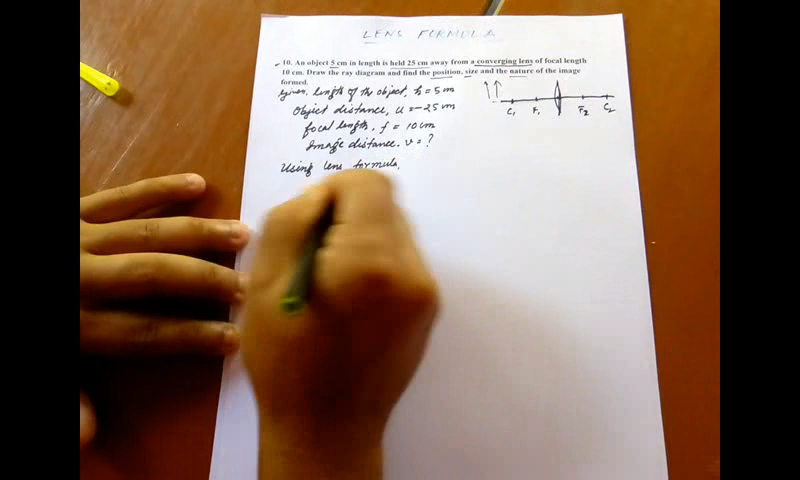 LENS FORMULA
10. An object 5 cm in length is held 25 cm away from a converging lens of focal length
10 cm. Draw the ray diagram and find the position, size and the nature of the image
formed.
Given, length of the object, h = 5 cm
Object distance, u = -25 cm
focal length, f = 10 cm
Image distance. v = ?
Using lens formula,
C1 F1 F2 C2